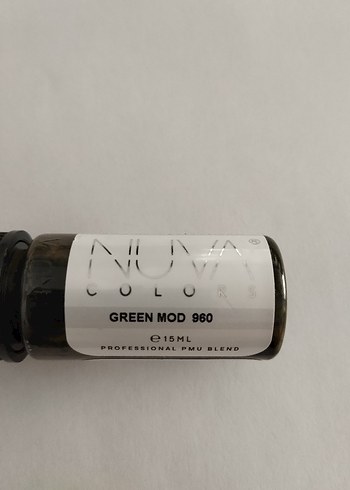 NUVA®
COLORS
GREEN MOD 960
℮15ML
PROFESSIONAL PMU BLEND